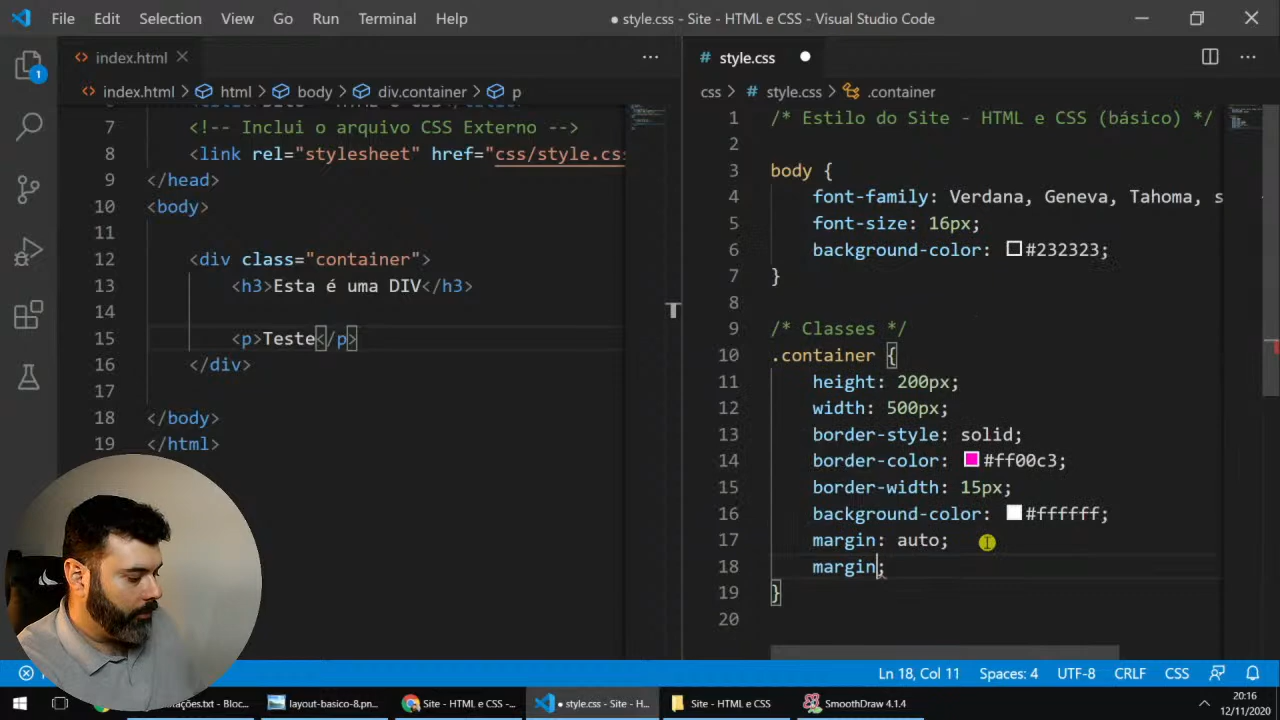 File Edit Selection View Go Run Terminal Help
● style.css - Site - HTML e CSS - Visual Studio Code
index.html
index.html > html > body > div.container > p
7 <!-- Inclui o arquivo CSS Externo -->
8 <link rel="stylesheet" href="css/style.css
9 </head>
10 <body>
11
12 <div class="container">
13 <h3>Esta é uma DIV</h3>
14
15 <p>Teste</p>
16 </div>
17
18 </body>
19 </html>
1
# style.css ●
css > # style.css > .container
1 /* Estilo do Site - HTML e CSS (básico) */
2
3 body {
4 font-family: Verdana, Geneva, Tahoma, s
5 font-size: 16px;
6 background-color: #232323;
7 }
8
9 /* Classes */
10 .container {
11 height: 200px;
12 width: 500px;
13 border-style: solid;
14 border-color: #ff00c3;
15 border-width: 15px;
16 background-color: #ffffff;
17 margin: auto;
18 margin;
19 }
20
Ln 18, Col 11 Spaces: 4 UTF-8 CRLF CSS
tações.txt - Bloc... layout-basico-8.pn... Site - HTML e CSS -... ● style.css - Site - H... Site - HTML e CSS SmoothDraw 4.1.4
20:16
12/11/2020